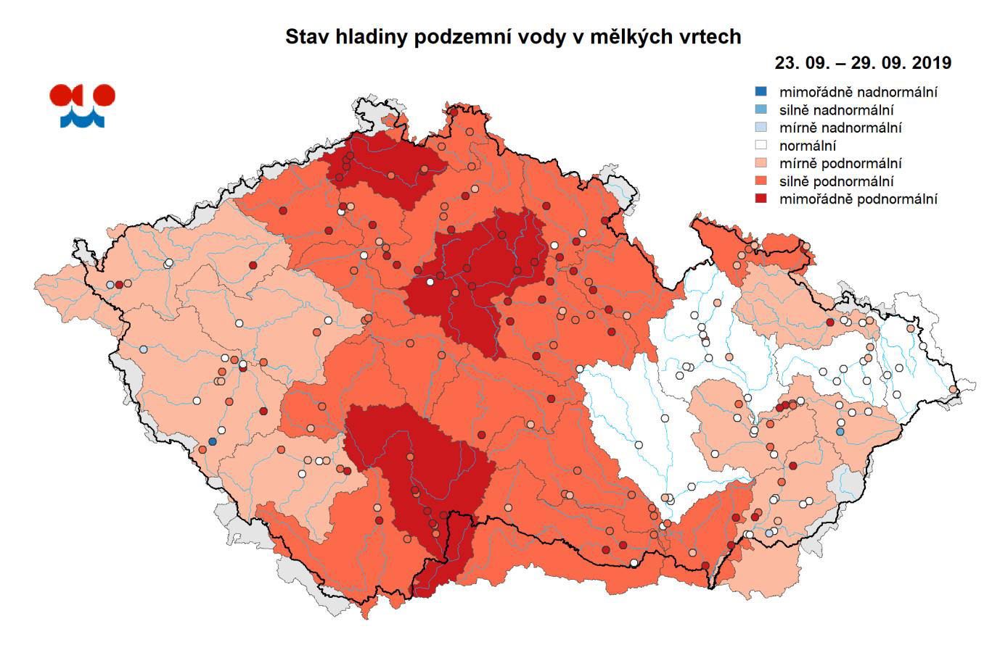 Stav hladiny podzemní vody v mělkých vrtech
23. 09. – 29. 09. 2019
mimořádně nadnormální
silně nadnormální
mírně nadnormální
normální
mírně podnormální
silně podnormální
mimořádně podnormální